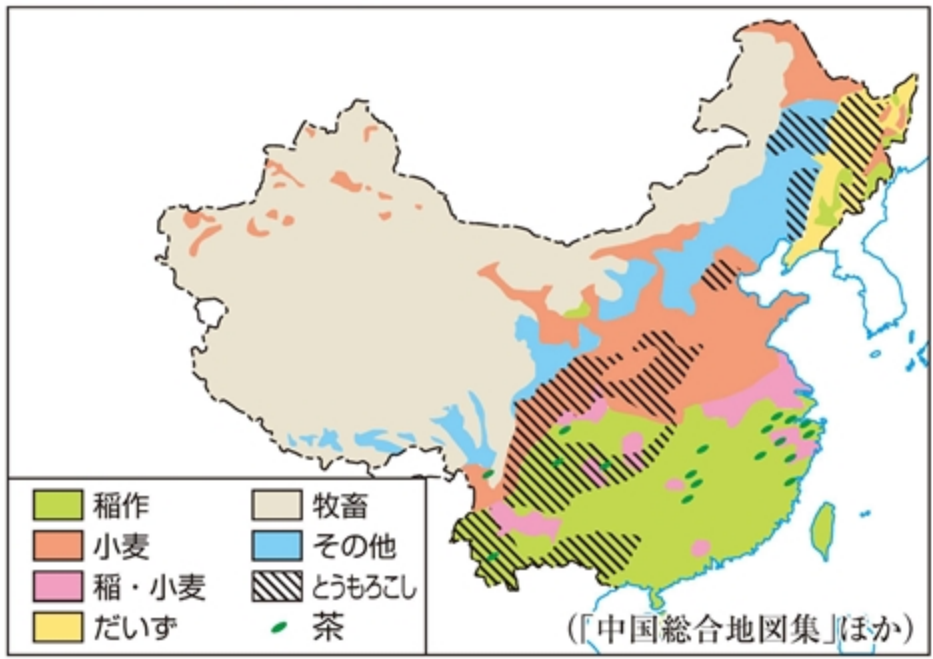 稲作
小麦
稲・小麦
だいず
牧畜
その他
とうもろこし
茶
(「中国総合地図集」ほか)